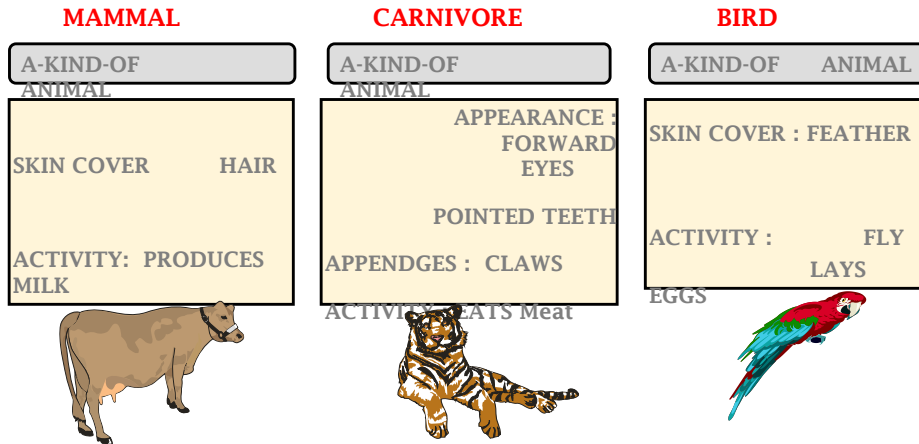 MAMMAL
A-KIND-OF
ANIMAL
SKIN COVER HAIR
ACTIVITY: PRODUCES
MILK
CARNIVORE
A-KIND-OF
ANIMAL
APPEARANCE :
FORWARD
EYES
POINTED TEETH
APPENDGES : CLAWS
ACTIVITY EATS Meat
BIRD
A-KIND-OF ANIMAL
SKIN COVER : FEATHER
ACTIVITY : FLY
LAYS
EGGS